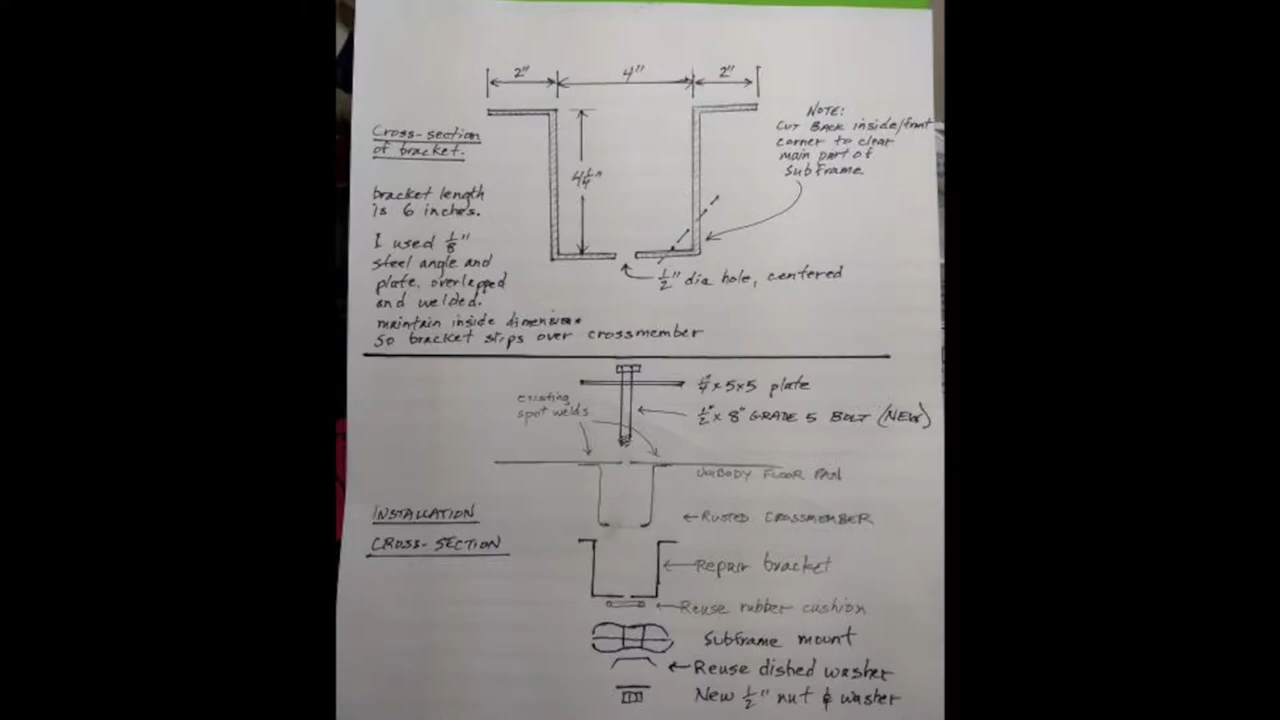 2" 4" 2"
NOTE:
CUT BACK inside/front
corner to clear
main part of
Subframe
Cross-section
of bracket.
4¼"
bracket length
is 6 inches.
I used ⅛"
steel angle and
plate, overlapped
and welded.
maintain inside dimensions
so bracket slips over crossmember
½" dia hole, centered
¼" x 5 x 5 plate
½" x 8" GRADE 5 BOLT (NEW)
existing
spot welds
UNIBODY FLOOR PAN
INSTALLATION
CROSS-SECTION
RUSTED CROSSMEMBER
Repair bracket
Reuse rubber cushion
Subframe mount
Reuse dished washer
New ½" nut & washer